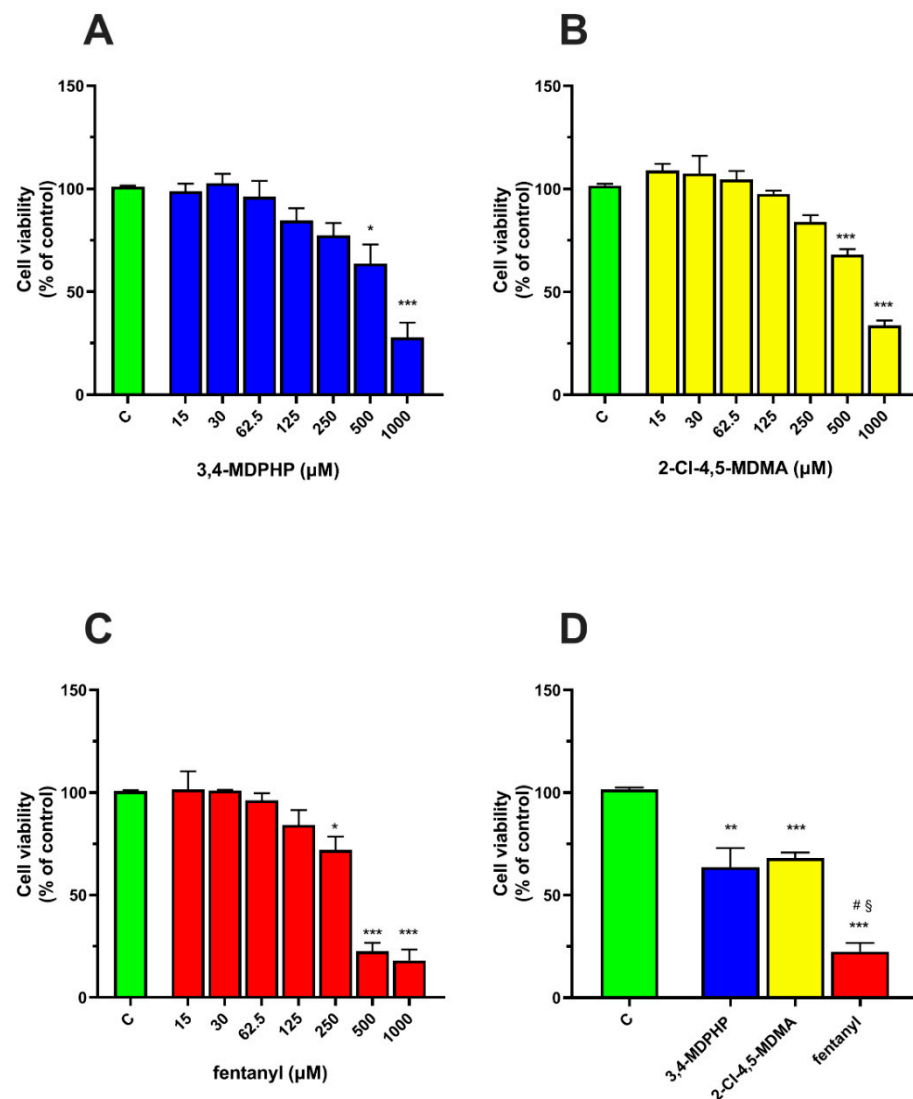 A
Cell viability
(% of control)
150
100
50
0
*
***
C
15
30
62.5
125
250
500
1000
3,4-MDPHP (µM)
B
Cell viability
(% of control)
150
100
50
0
***
***
C
15
30
62.5
125
250
500
1000
2-Cl-4,5-MDMA (µM)
C
Cell viability
(% of control)
150
100
50
0
*
***
***
C
15
30
62.5
125
250
500
1000
fentanyl (µM)
D
Cell viability
(% of control)
150
100
50
0
**
***
# §
***
C
3,4-MDPHP
2-Cl-4,5-MDMA
fentanyl